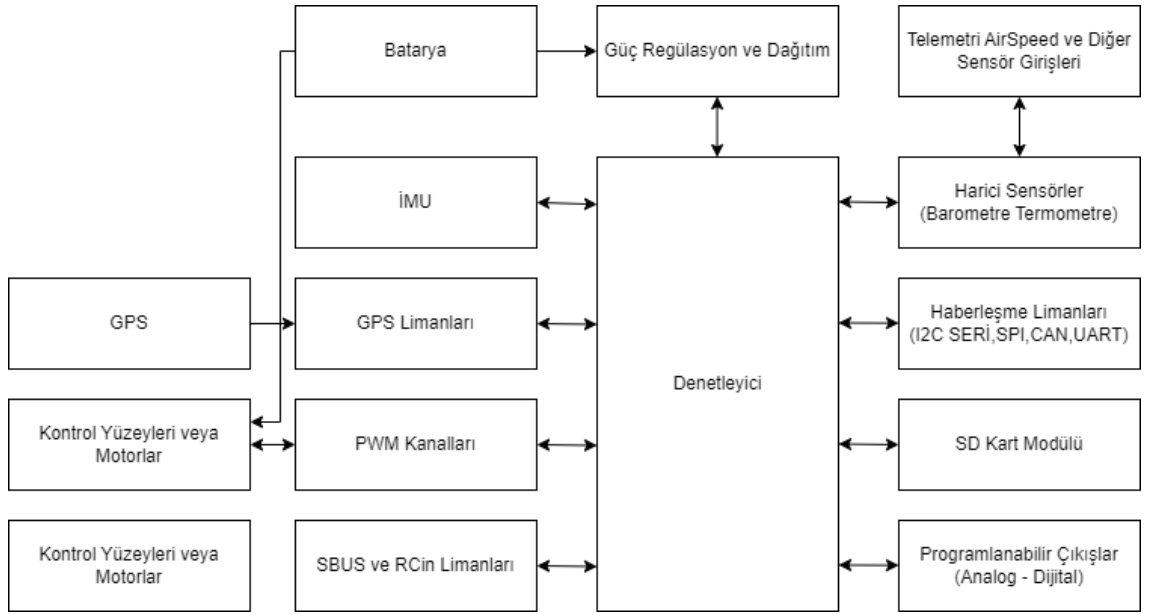 Batarya
Güç Regülasyon ve Dağıtım
Telemetri AirSpeed ve Diğer
Sensör Girişleri
İMU
Harici Sensörler
(Barometre Termometre)
GPS
GPS Limanları
Denetleyici
Haberleşme Limanları
(I2C SERİ,SPI,CAN,UART)
Kontrol Yüzeyleri veya
Motorlar
PWM Kanalları
SD Kart Modülü
Kontrol Yüzeyleri veya
Motorlar
SBUS ve RCin Limanları
Programlanabilir Çıkışlar
(Analog - Dijital)